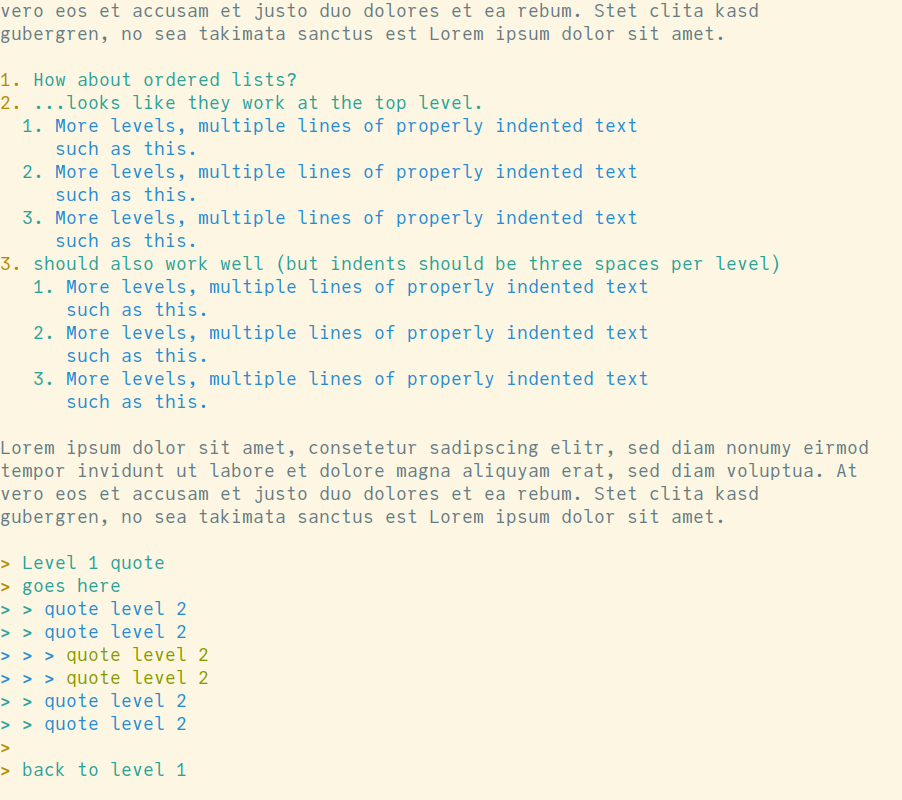 vero eos et accusam et justo duo dolores et ea rebum. Stet clita kasd
gubergren, no sea takimata sanctus est Lorem ipsum dolor sit amet.

1. How about ordered lists?
2. ...looks like they work at the top level.
  1. More levels, multiple lines of properly indented text
     such as this.
  2. More levels, multiple lines of properly indented text
     such as this.
  3. More levels, multiple lines of properly indented text
     such as this.
3. should also work well (but indents should be three spaces per level)
   1. More levels, multiple lines of properly indented text
      such as this.
   2. More levels, multiple lines of properly indented text
      such as this.
   3. More levels, multiple lines of properly indented text
      such as this.

Lorem ipsum dolor sit amet, consetetur sadipscing elitr, sed diam nonumy eirmod
tempor invidunt ut labore et dolore magna aliquyam erat, sed diam voluptua. At
vero eos et accusam et justo duo dolores et ea rebum. Stet clita kasd
gubergren, no sea takimata sanctus est Lorem ipsum dolor sit amet.

> Level 1 quote
> goes here
> > quote level 2
> > quote level 2
> > > quote level 2
> > > quote level 2
> > quote level 2
> > quote level 2
>
> back to level 1